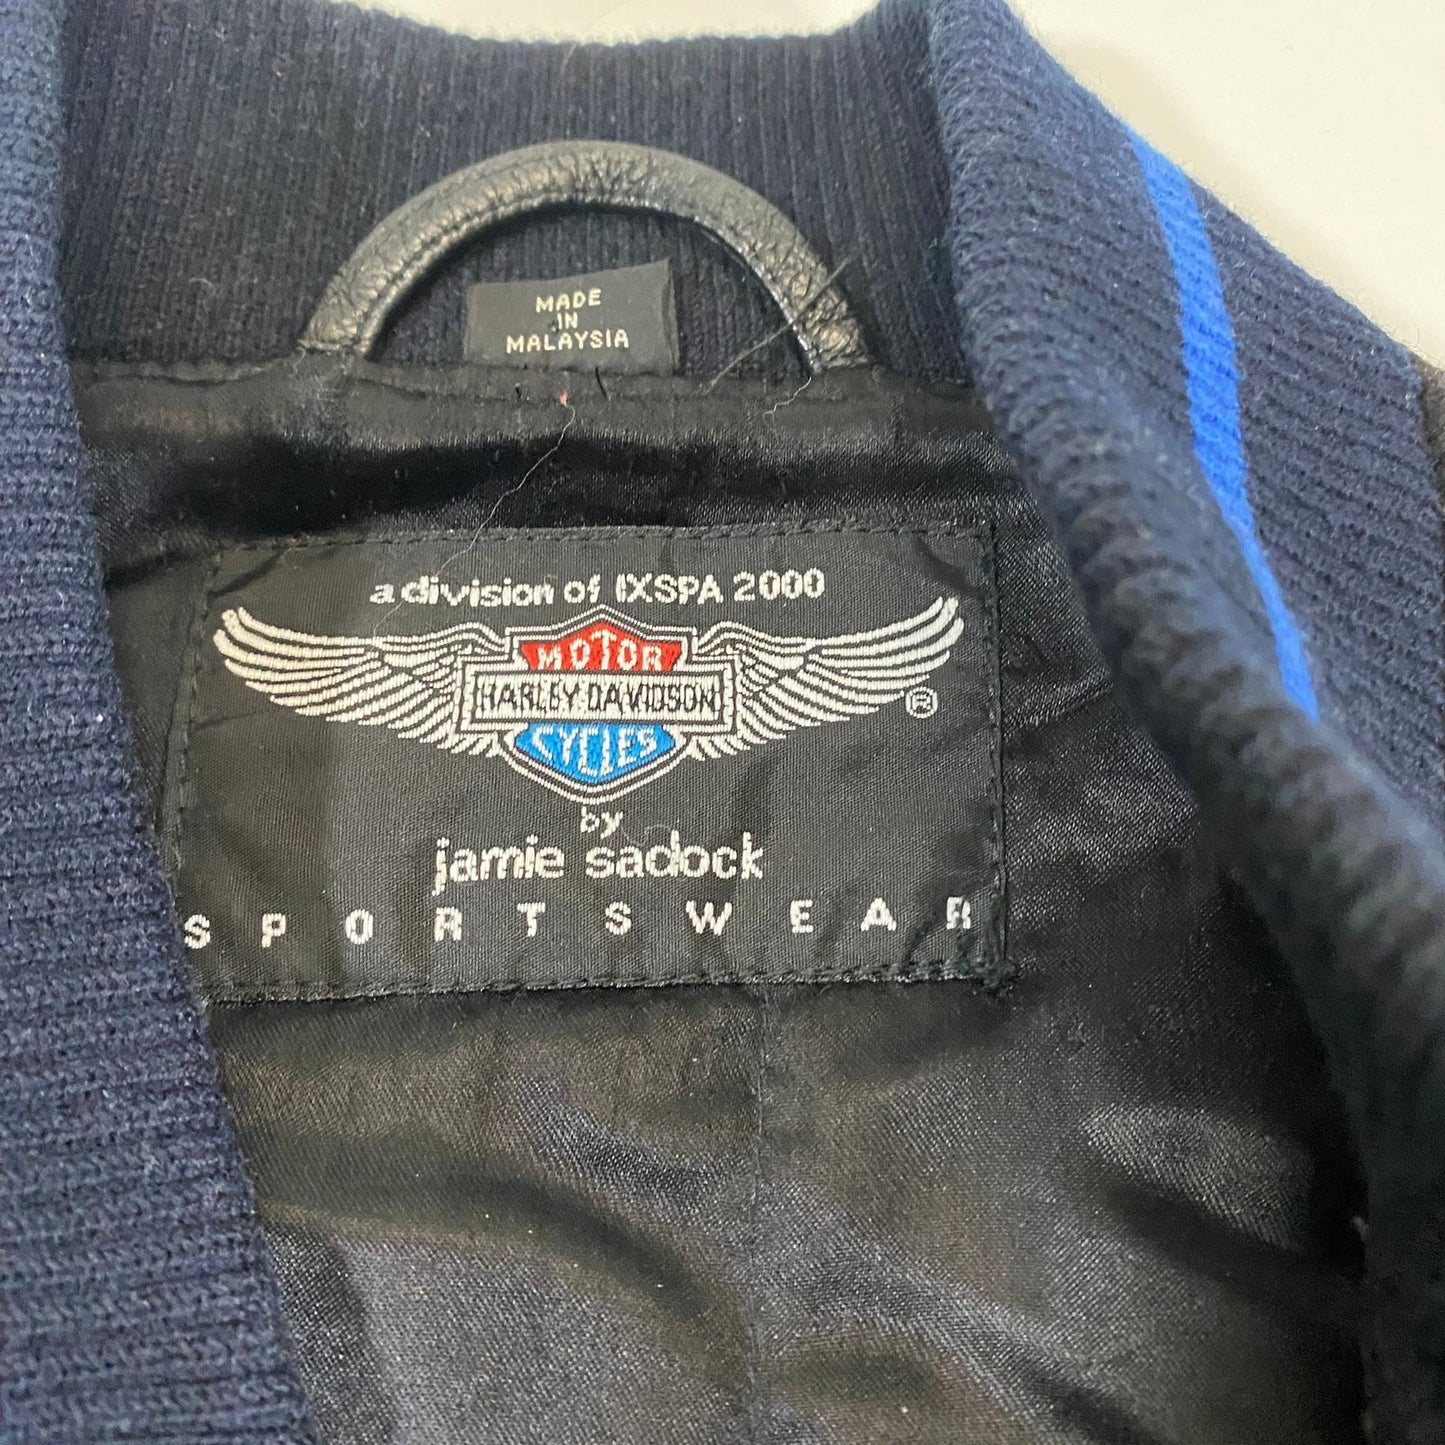 MADE
IN
MALAYSIA
a division of IXSPA 2000
MOTOR
HARLEY-DAVIDSON
CYCLES
®
by
jamie sadock
SPORTSWEAR